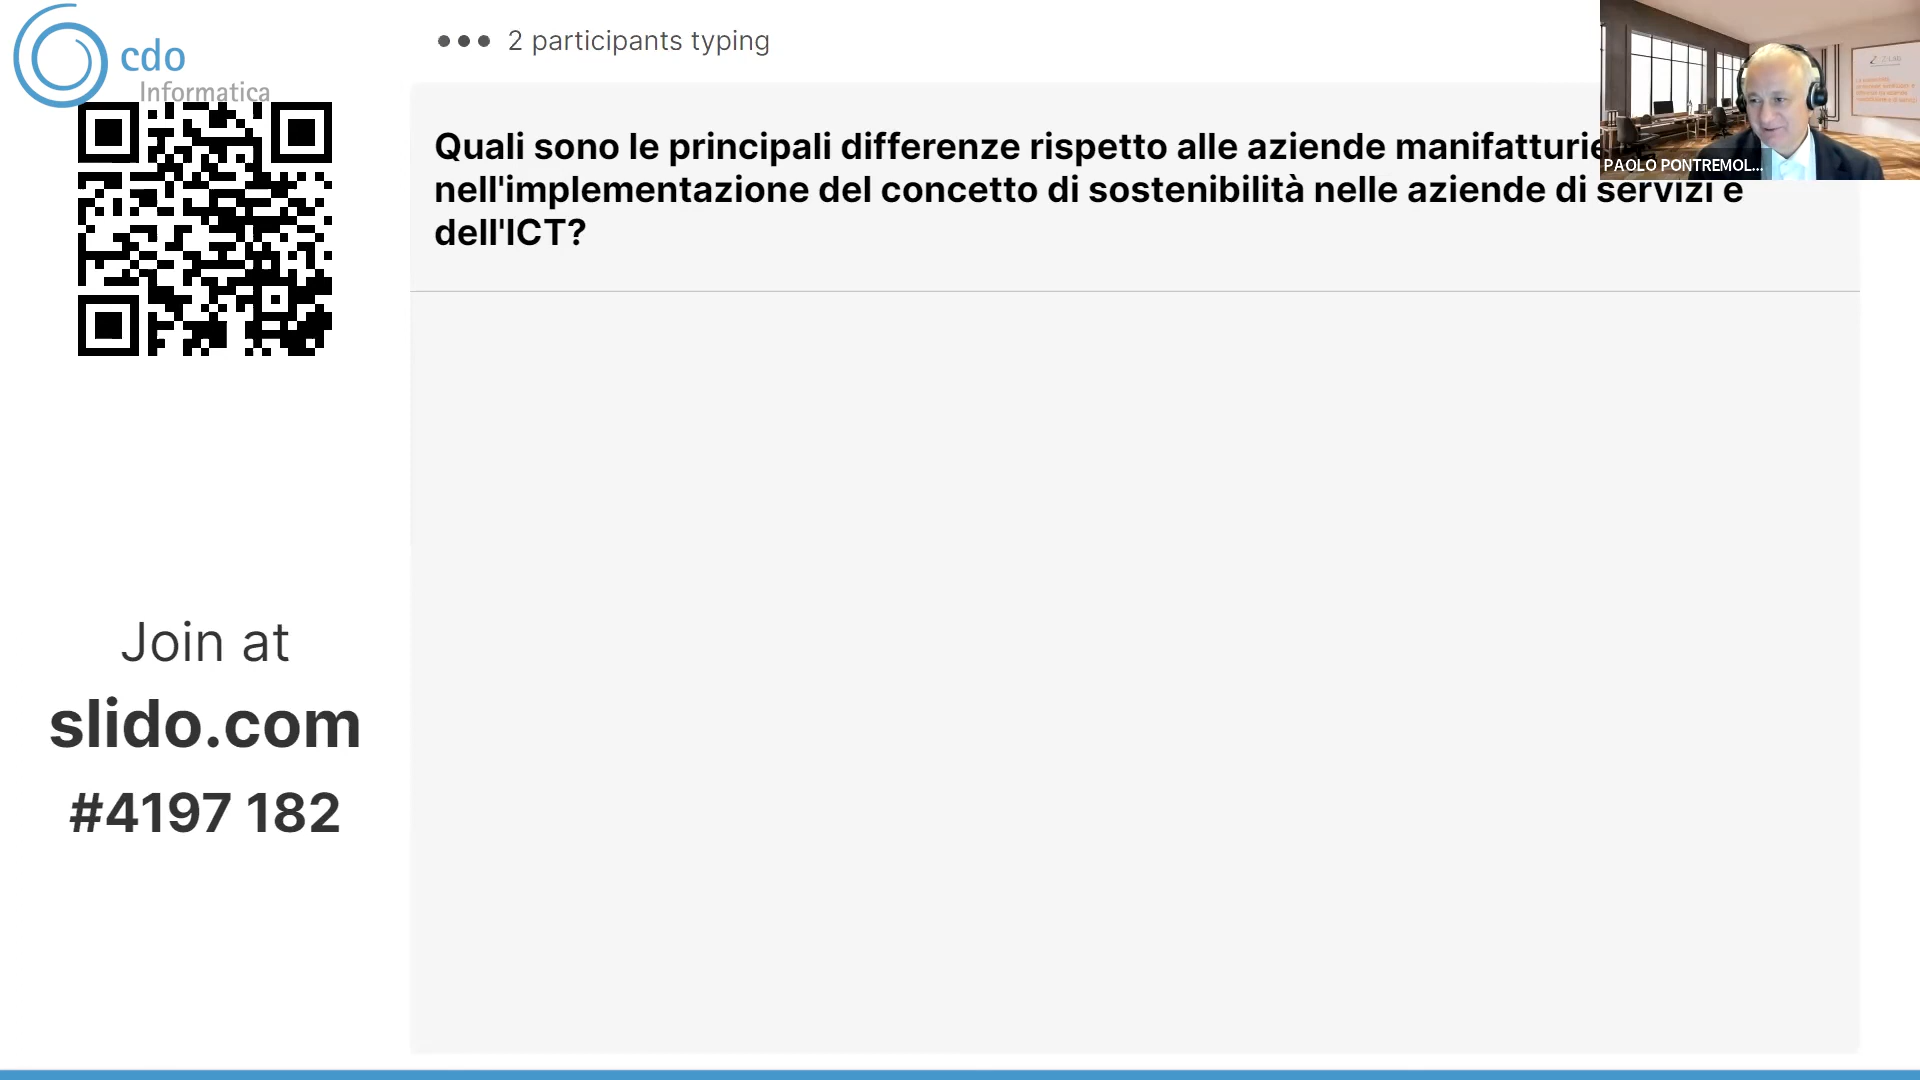 cdo
Informatica
2 participants typing
Quali sono le principali differenze rispetto alle aziende manifatturie
nell'implementazione del concetto di sostenibilità nelle aziende di servizi e
dell'ICT?
PAOLO PONTREMOL...
Join at
slido.com
#4197 182